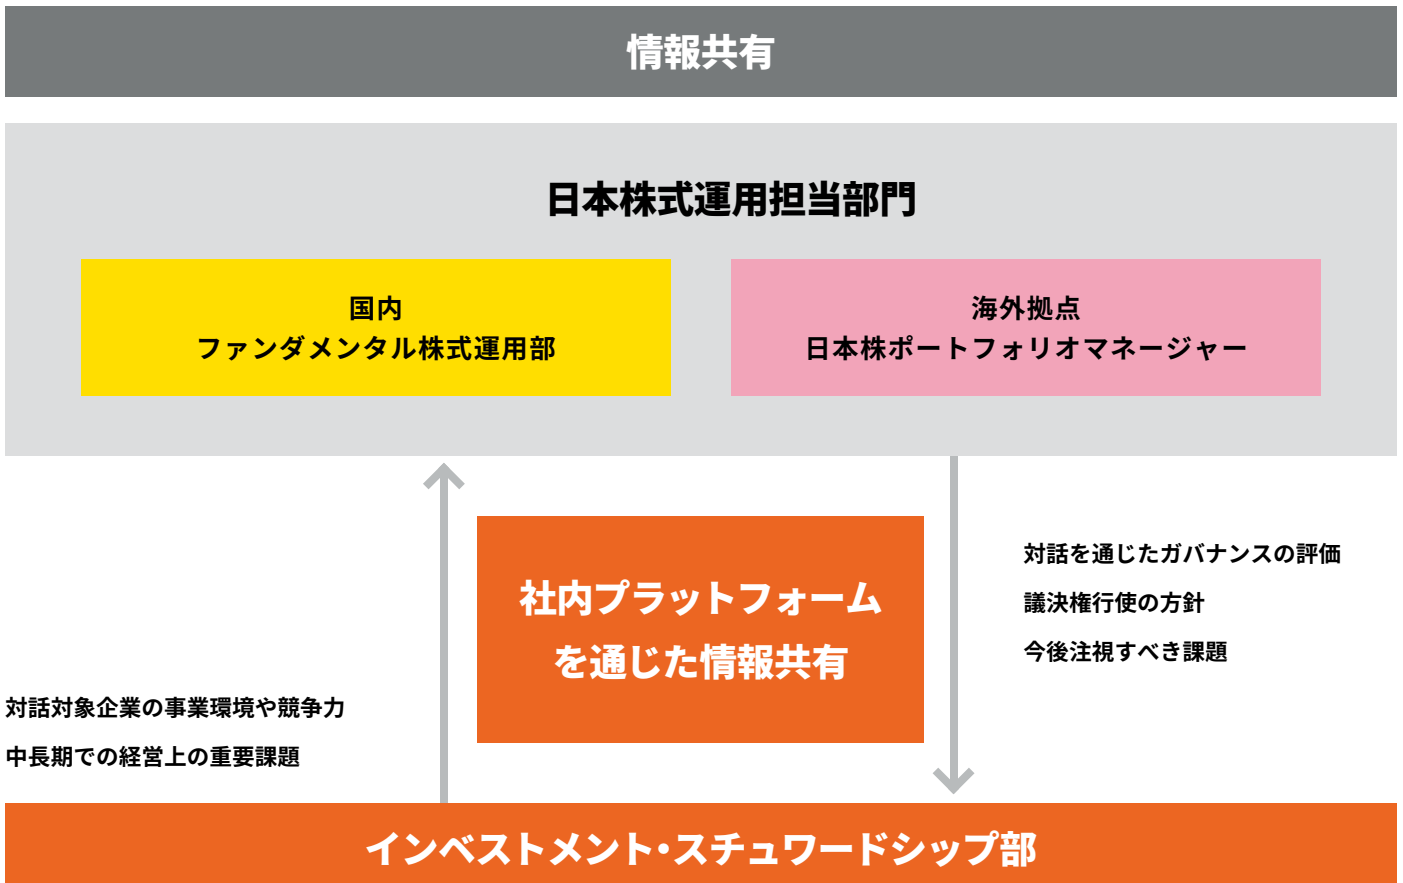 情報共有
日本株式運用担当部門
国内
ファンダメンタル株式運用部
海外拠点
日本株ポートフォリオマネージャー
社内プラットフォーム
を通じた情報共有
対話を通じたガバナンスの評価
議決権行使の方針
今後注視すべき課題
対話対象企業の事業環境や競争力
中長期での経営上の重要課題
インベストメント・スチュワードシップ部